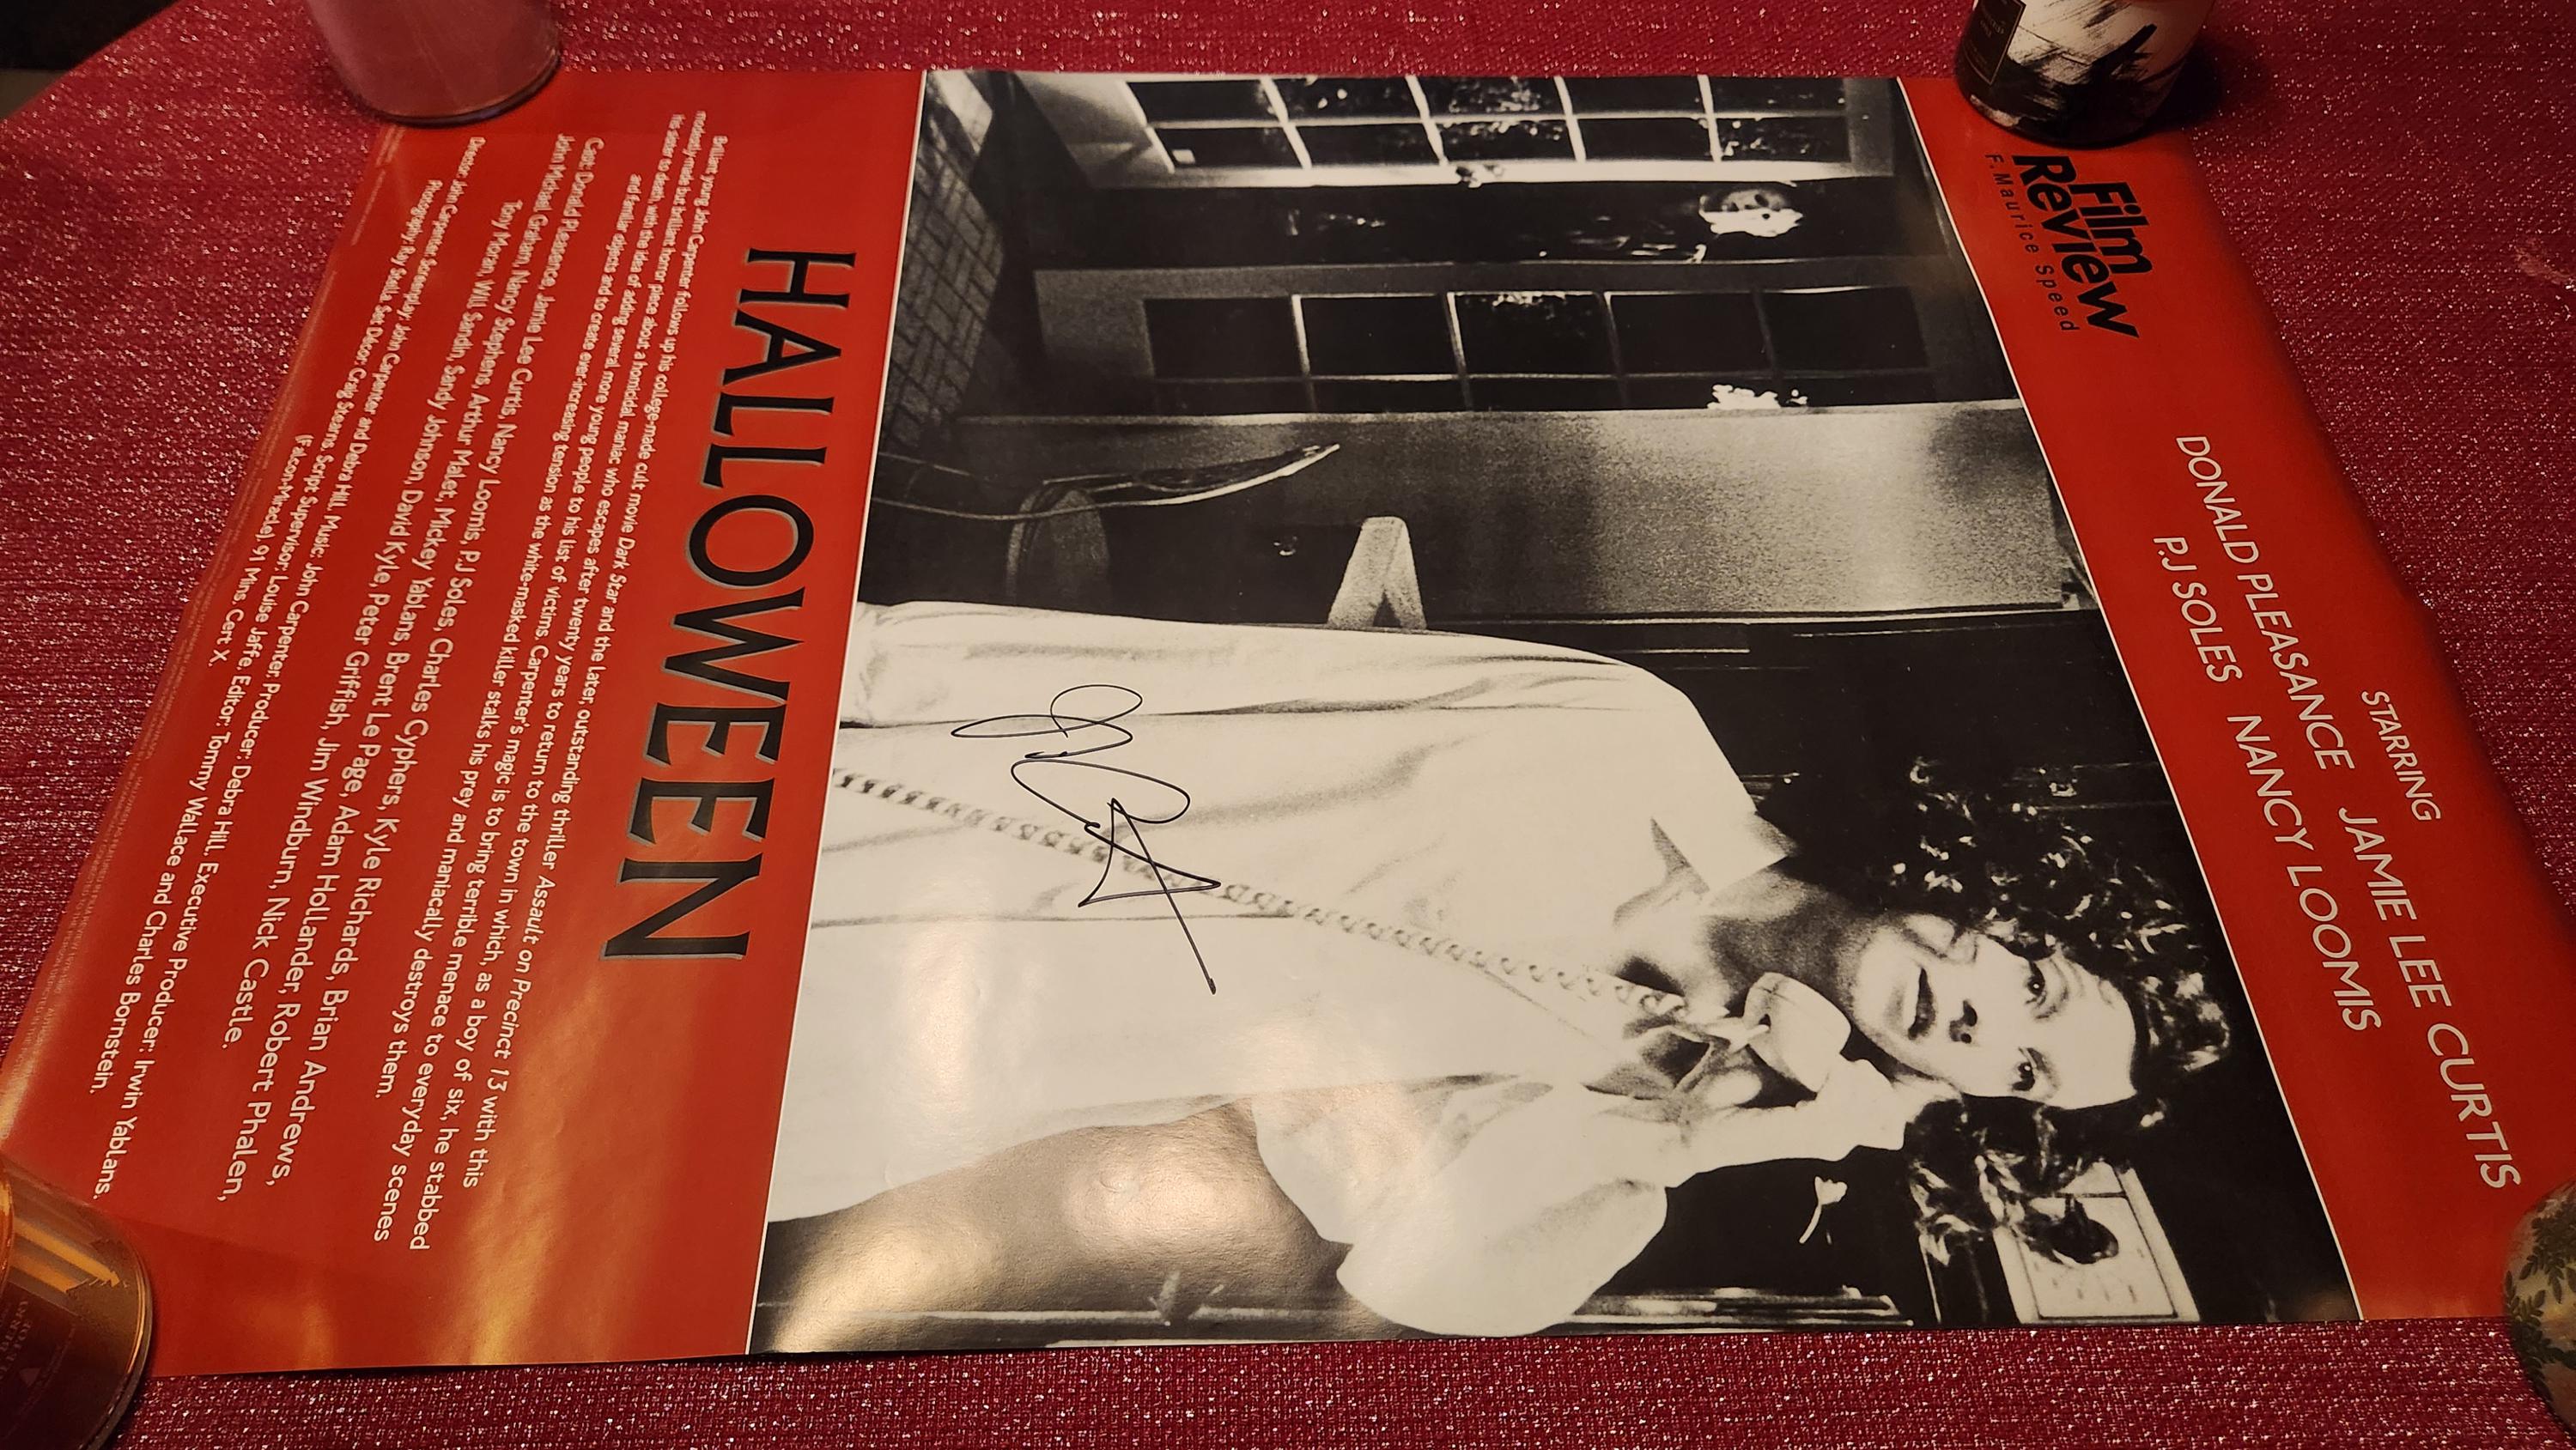 Film
Review
F. Maurice Speed
STARRING
DONALD PLEASANCE JAMIE LEE CURTIS
P.J SOLES NANCY LOOMIS
HALLOWEEN
Brilliant young John Carpenter follows up his college-made cult movie Dark Star and the later, outstanding thriller Assault on Precinct 13 with this
modestly-made but brilliant horror piece about a homicidal maniac who escapes after twenty years to return to the town in which, as a boy of six, he stabbed
his sister to death, with the idea of adding several more young people to his list of victims. Carpenter's magic is to bring terrible menace to everyday scenes
and familiar objects and to create ever-increasing tension as the white-masked killer stalks his prey and maniacally destroys them.
Cast: Donald Pleasence, Jamie Lee Curtis, Nancy Loomis, P.J Soles, Charles Cyphers, Kyle Richards, Brian Andrews,
John Michael Graham, Nancy Stephens, Arthur Malet, Mickey Yablans, Brent Le Page, Adam Hollander, Robert Phalen,
Tony Moran, Will Sandin, Sandy Johnson, David Kyle, Peter Griffish, Jim Windburn, Nick Castle.
Director: John Carpenter. Screenplay: John Carpenter and Debra Hill. Music: John Carpenter. Producer: Debra Hill. Executive Producer: Irwin Yablans.
Photography: Ray Stella. Set Décor: Craig Stearns. Script Supervisor: Louise Jaffe. Editor: Tommy Wallace and Charles Bornstein.
(Falcon-Miracle). 91 Mins. Cert X.